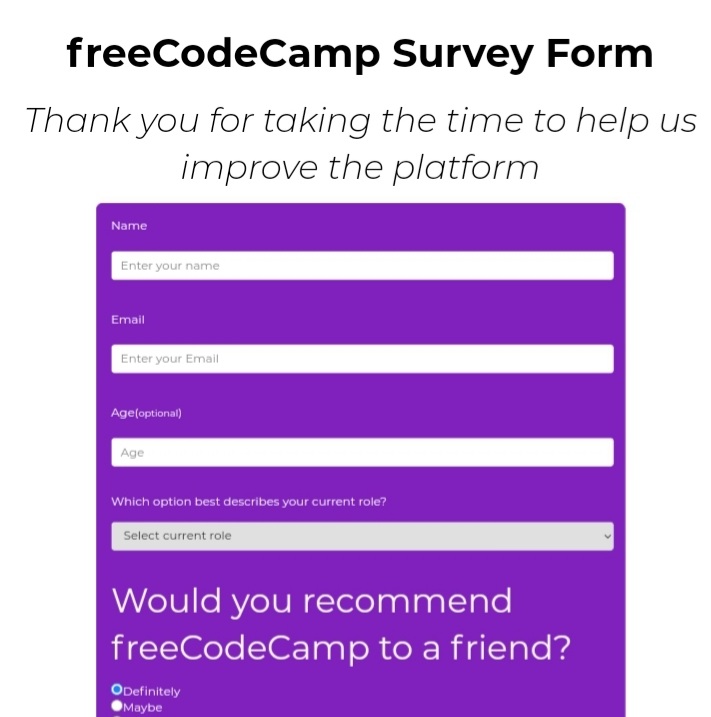 freeCodeCamp Survey Form
Thank you for taking the time to help us
improve the platform
Name
Enter your name
Email
Enter your Email
Age(optional)
Age
Which option best describes your current role?
Select current role
Would you recommend
freeCodeCamp to a friend?
Definitely
Maybe